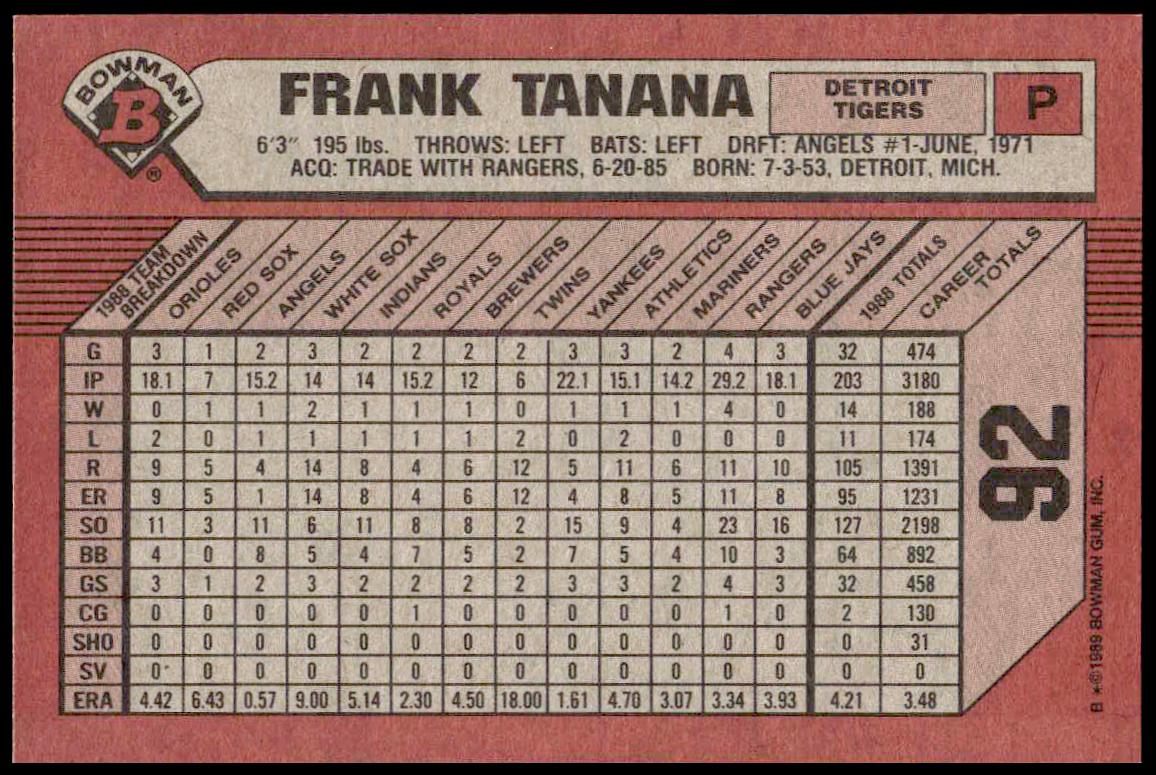 BOWMAN
B
®
FRANK TANANA
DETROIT
TIGERS
P
6'3" 195 lbs. THROWS: LEFT BATS: LEFT DRFT: ANGELS #1-JUNE, 1971
ACQ: TRADE WITH RANGERS, 6-20-85 BORN: 7-3-53, DETROIT, MICH.
1988 TEAM
BREAKDOWN
ORIOLES
RED SOX
ANGELS
WHITE SOX
INDIANS
ROYALS
BREWERS
TWINS
YANKEES
ATHLETICS
MARINERS
RANGERS
BLUE JAYS
1988 TOTALS
CAREER
TOTALS
G 3 1 2 3 2 2 2 2 3 3 2 4 3 32 474
IP 18.1 7 15.2 14 14 15.2 12 6 22.1 15.1 14.2 29.2 18.1 203 3180
W 0 1 1 2 1 1 1 0 1 1 1 4 0 14 188
L 2 0 1 1 1 1 1 2 0 2 0 0 0 11 174
R 9 5 4 14 8 4 6 12 5 11 6 11 10 105 1391
ER 9 5 1 14 8 4 6 12 4 8 5 11 8 95 1231
SO 11 3 11 6 11 8 8 2 15 9 4 23 16 127 2198
BB 4 0 8 5 4 7 5 2 7 5 4 10 3 64 892
GS 3 1 2 3 2 2 2 2 3 3 2 4 3 32 458
CG 0 0 0 0 0 1 0 0 0 0 0 1 0 2 130
SHO 0 0 0 0 0 0 0 0 0 0 0 0 0 0 31
SV 0 0 0 0 0 0 0 0 0 0 0 0 0 0 0
ERA 4.42 6.43 0.57 9.00 5.14 2.30 4.50 18.00 1.61 4.70 3.07 3.34 3.93 4.21 3.48
92
B *©1989 BOWMAN GUM, INC.